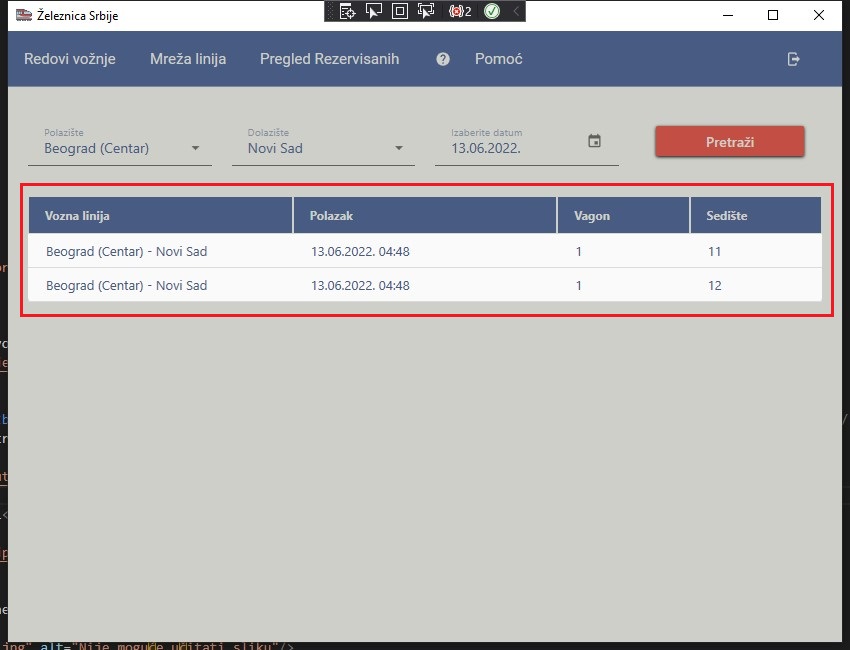 Železnica Srbije
2
Redovi vožnje Mreža linija Pregled Rezervisanih ? Pomoć
Polazište Dolazište Izaberite datum
Beograd (Centar) Novi Sad 13.06.2022. Pretraži
Vozna linija Polazak Vagon Sedište
Beograd (Centar) - Novi Sad 13.06.2022. 04:48 1 11
Beograd (Centar) - Novi Sad 13.06.2022. 04:48 1 12
alt="Nije moguće učitati sliku"/>